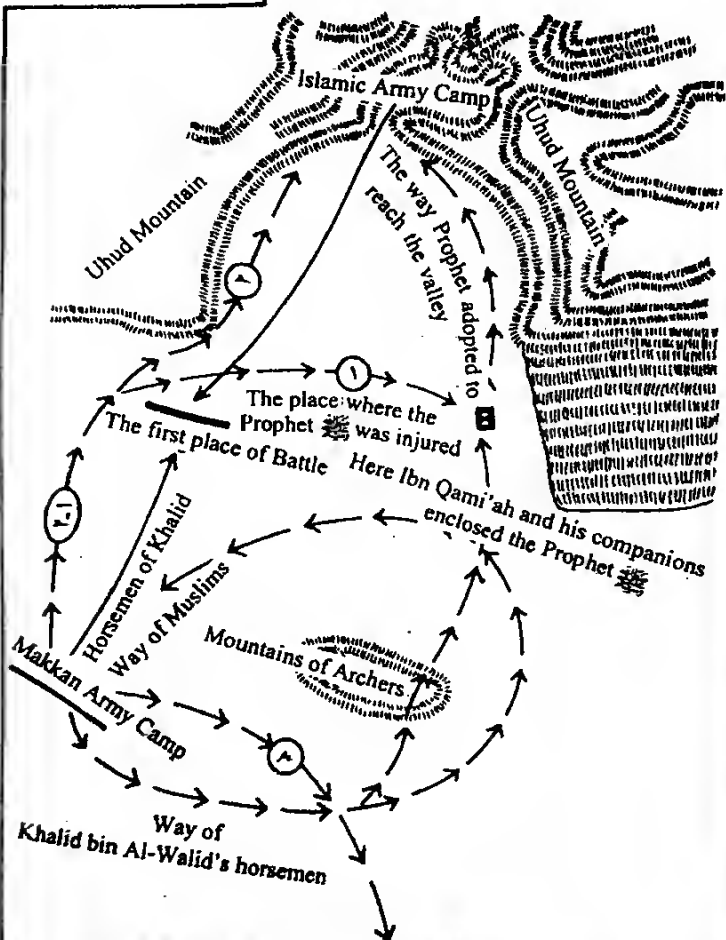 Islamic Army Camp
Uhud Mountain
Uhud Mountain
The way Prophet adopted to
reach the valley
١
The place where the
Prophet ﷺ was injured
The first place of Battle
Here Ibn Qami'ah and his companions
enclosed the Prophet ﷺ
Horsemen of Khalid
Way of Muslims
Mountains of Archers
Makkan Army Camp
Way of
Khalid bin Al-Walid's horsemen